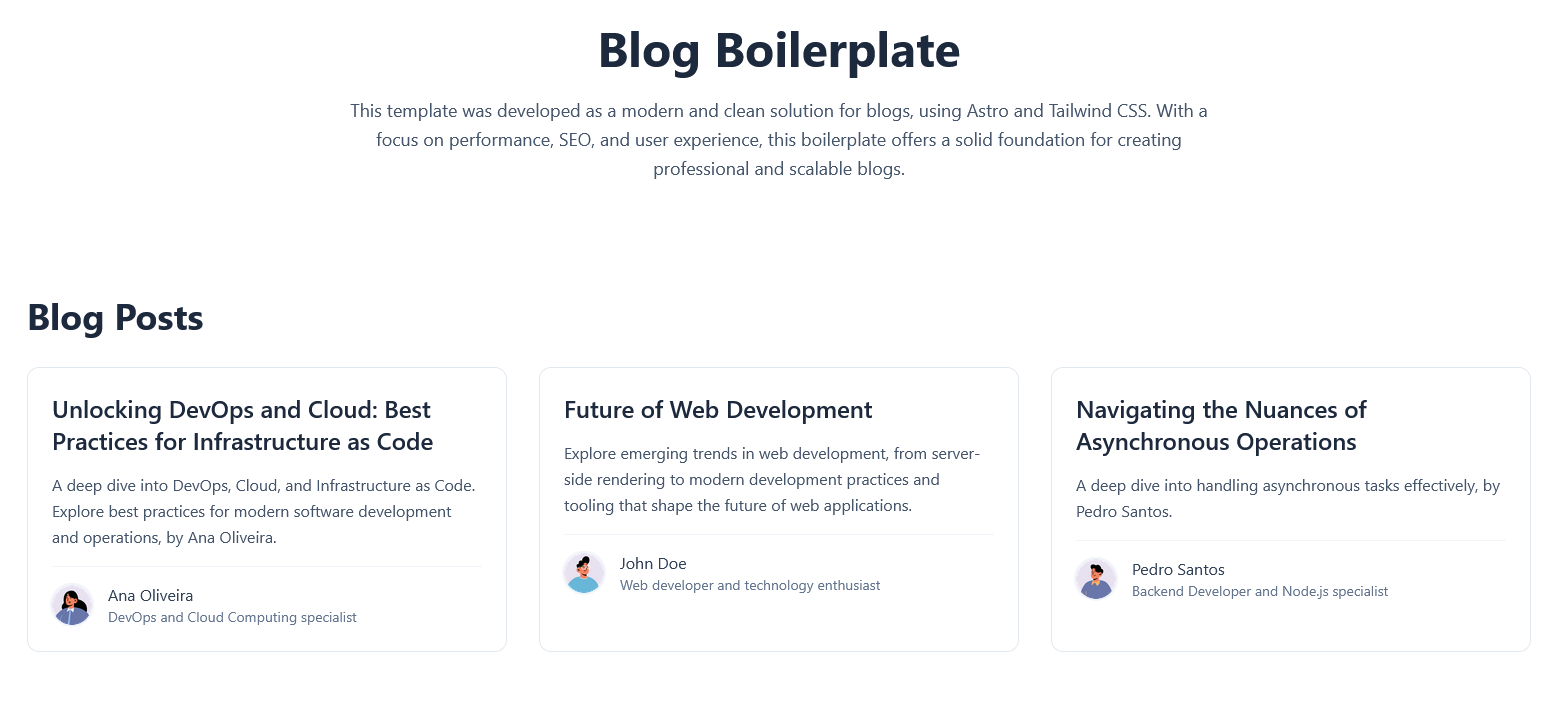 Blog Boilerplate
This template was developed as a modern and clean solution for blogs, using Astro and Tailwind CSS. With a
focus on performance, SEO, and user experience, this boilerplate offers a solid foundation for creating
professional and scalable blogs.
Blog Posts
Unlocking DevOps and Cloud: Best
Practices for Infrastructure as Code
A deep dive into DevOps, Cloud, and Infrastructure as Code.
Explore best practices for modern software development
and operations, by Ana Oliveira.
Ana Oliveira
DevOps and Cloud Computing specialist
Future of Web Development
Explore emerging trends in web development, from server-
side rendering to modern development practices and
tooling that shape the future of web applications.
John Doe
Web developer and technology enthusiast
Navigating the Nuances of
Asynchronous Operations
A deep dive into handling asynchronous tasks effectively, by
Pedro Santos.
Pedro Santos
Backend Developer and Node.js specialist